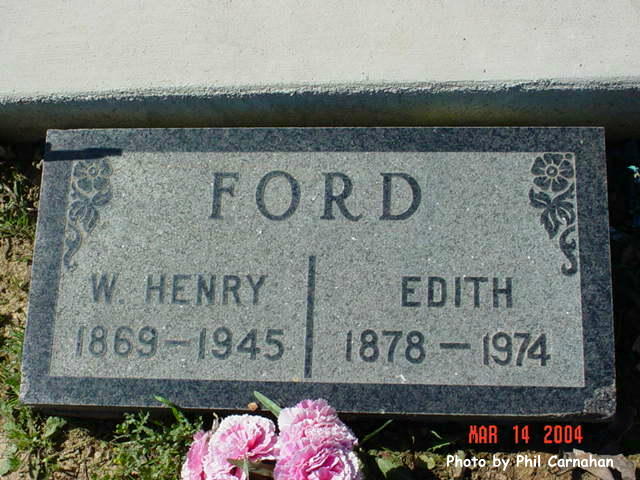 FORD
W. HENRY
1869 – 1945
EDITH
1878 – 1974
MAR 14 2004
Photo by Phil Carnahan